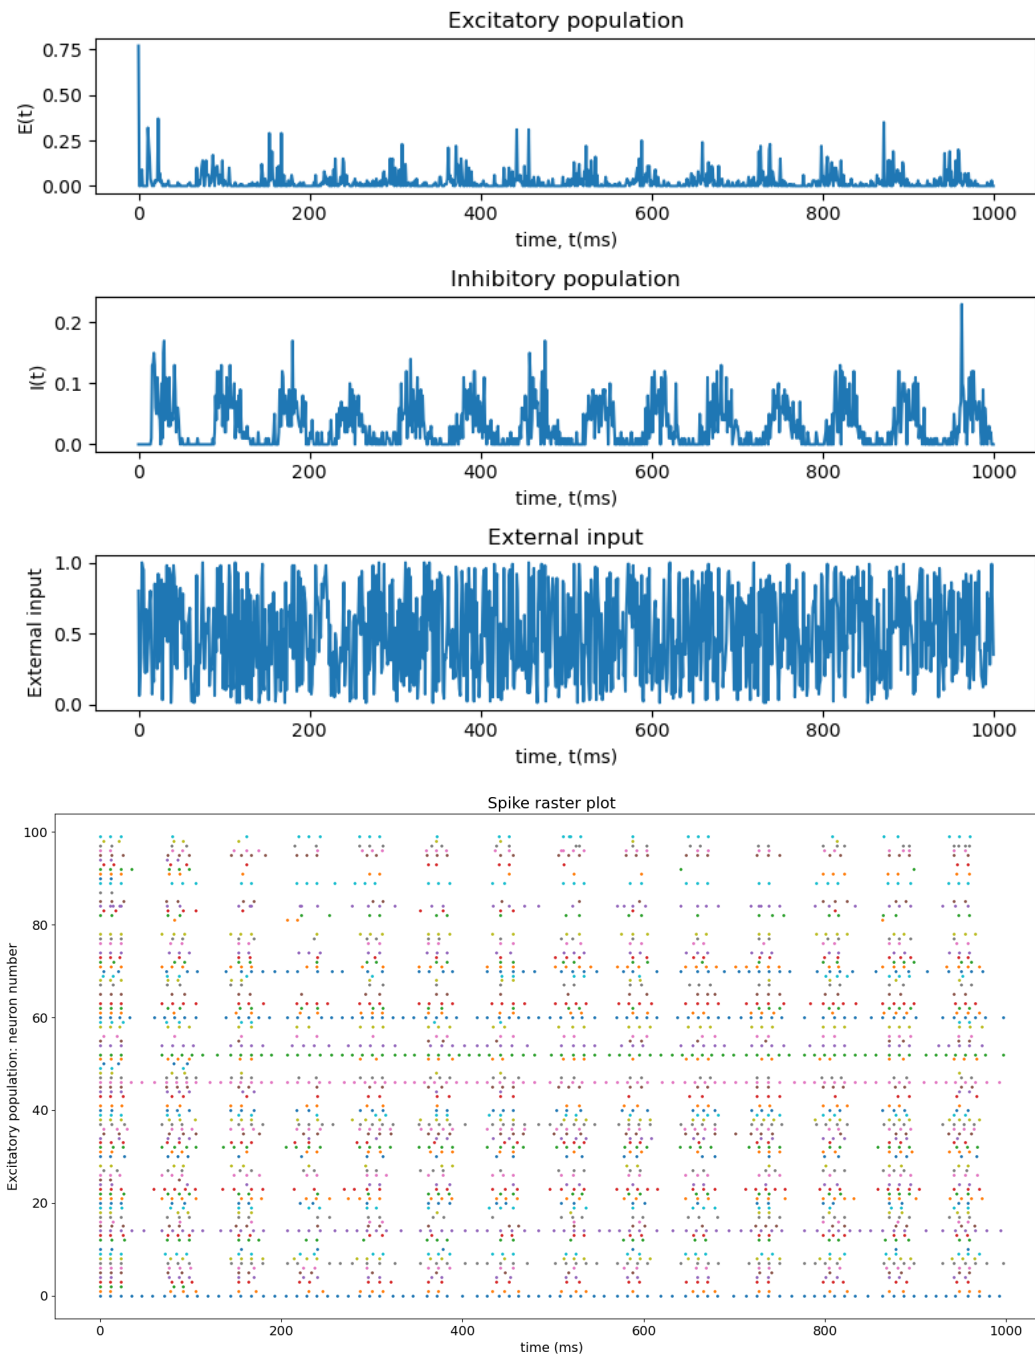 Excitatory population
0.75
0.50
0.25
0.00
E(t)
0 200 400 600 800 1000
time, t(ms)
Inhibitory population
0.2
0.1
0.0
I(t)
0 200 400 600 800 1000
time, t(ms)
External input
1.0
0.5
0.0
External input
0 200 400 600 800 1000
time, t(ms)
Spike raster plot
100
80
60
40
20
0
Excitatory population: neuron number
0 200 400 600 800 1000
time (ms)